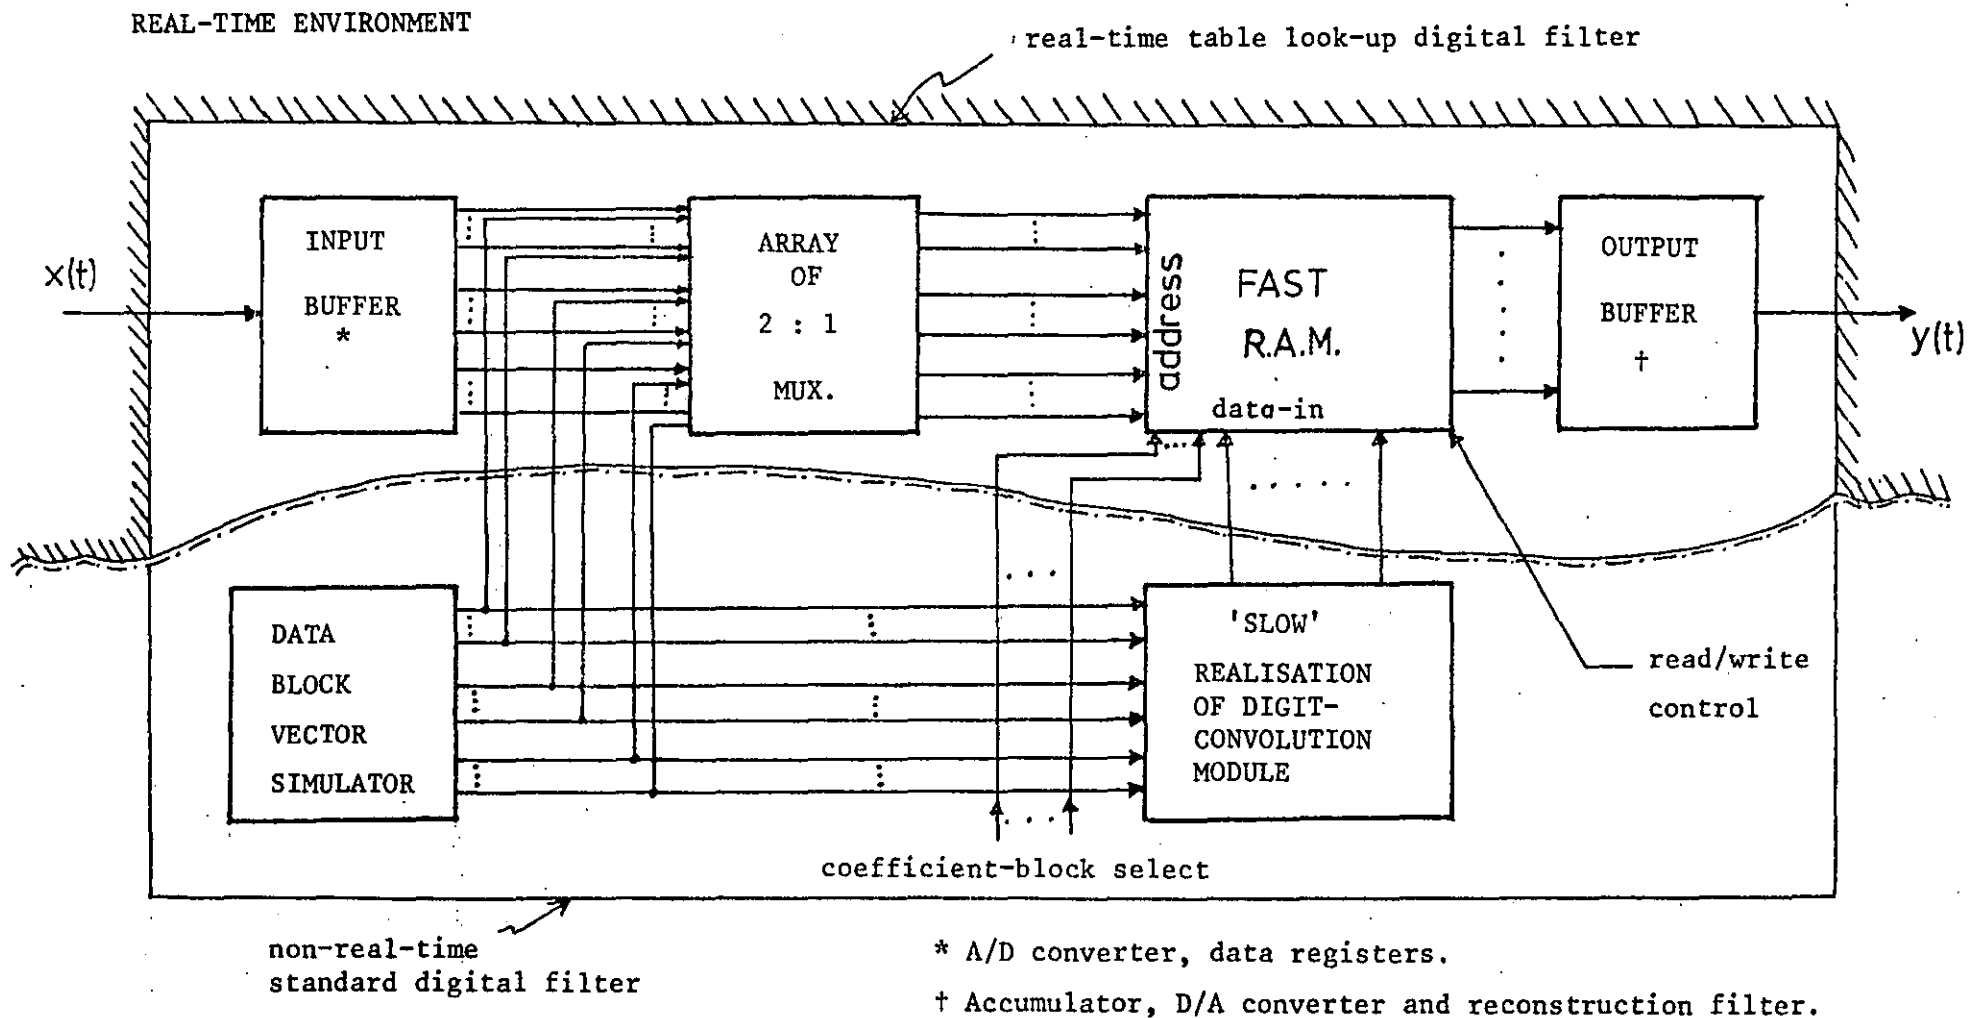 REAL-TIME ENVIRONMENT
real-time table look-up digital filter
x(t)
INPUT
BUFFER
*
ARRAY
OF
2 : 1
MUX.
address
FAST
R.A.M.
data-in
OUTPUT
BUFFER
†
y(t)
DATA
BLOCK
VECTOR
SIMULATOR
'SLOW'
REALISATION
OF DIGIT-
CONVOLUTION
MODULE
read/write
control
coefficient-block select
non-real-time
standard digital filter
* A/D converter, data registers.
† Accumulator, D/A converter and reconstruction filter.